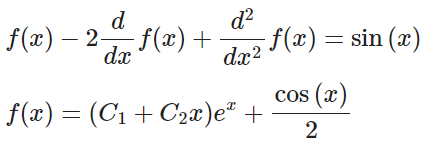 f(x) − 2 d/dx f(x) + d²/dx² f(x) = sin (x)
f(x) = (C₁ + C₂x)eˣ + cos (x)/2